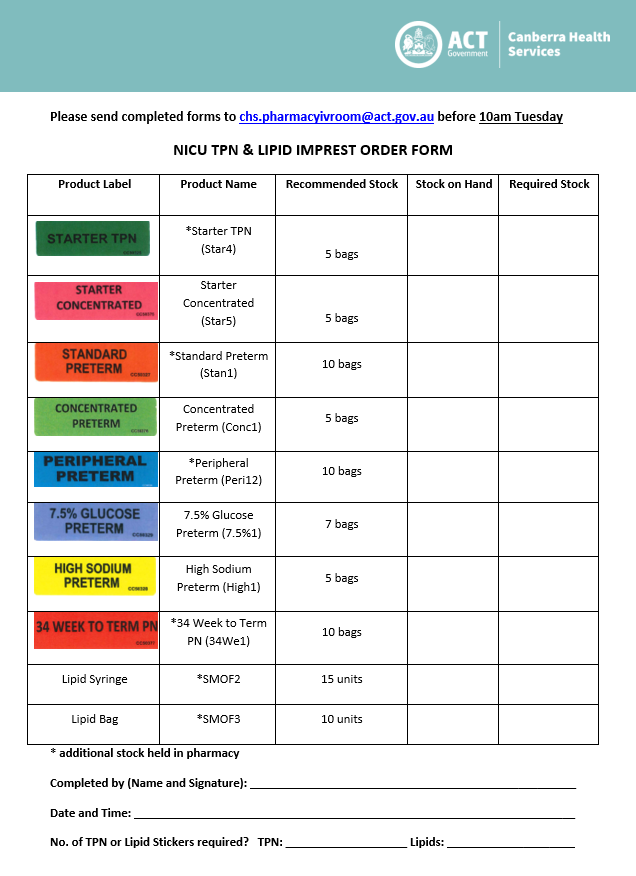 ACT
Government
Canberra Health
Services
Please send completed forms to chs.pharmacyivroom@act.gov.au before 10am Tuesday
NICU TPN & LIPID IMPREST ORDER FORM
Product Label Product Name Recommended Stock Stock on Hand Required Stock
STARTER TPN
*Starter TPN
(Star4)
5 bags
STARTER
CONCENTRATED
Starter
Concentrated
(Star5)
5 bags
STANDARD
PRETERM
*Standard Preterm
(Stan1)
10 bags
CONCENTRATED
PRETERM
Concentrated
Preterm (Conc1)
5 bags
PERIPHERAL
PRETERM
*Peripheral
Preterm (Peri12)
10 bags
7.5% GLUCOSE
PRETERM
7.5% Glucose
Preterm (7.5%1)
7 bags
HIGH SODIUM
PRETERM
High Sodium
Preterm (High1)
5 bags
34 WEEK TO TERM PN
*34 Week to Term
PN (34We1)
10 bags
Lipid Syringe *SMOF2 15 units
Lipid Bag *SMOF3 10 units
* additional stock held in pharmacy
Completed by (Name and Signature):
Date and Time:
No. of TPN or Lipid Stickers required? TPN: Lipids: